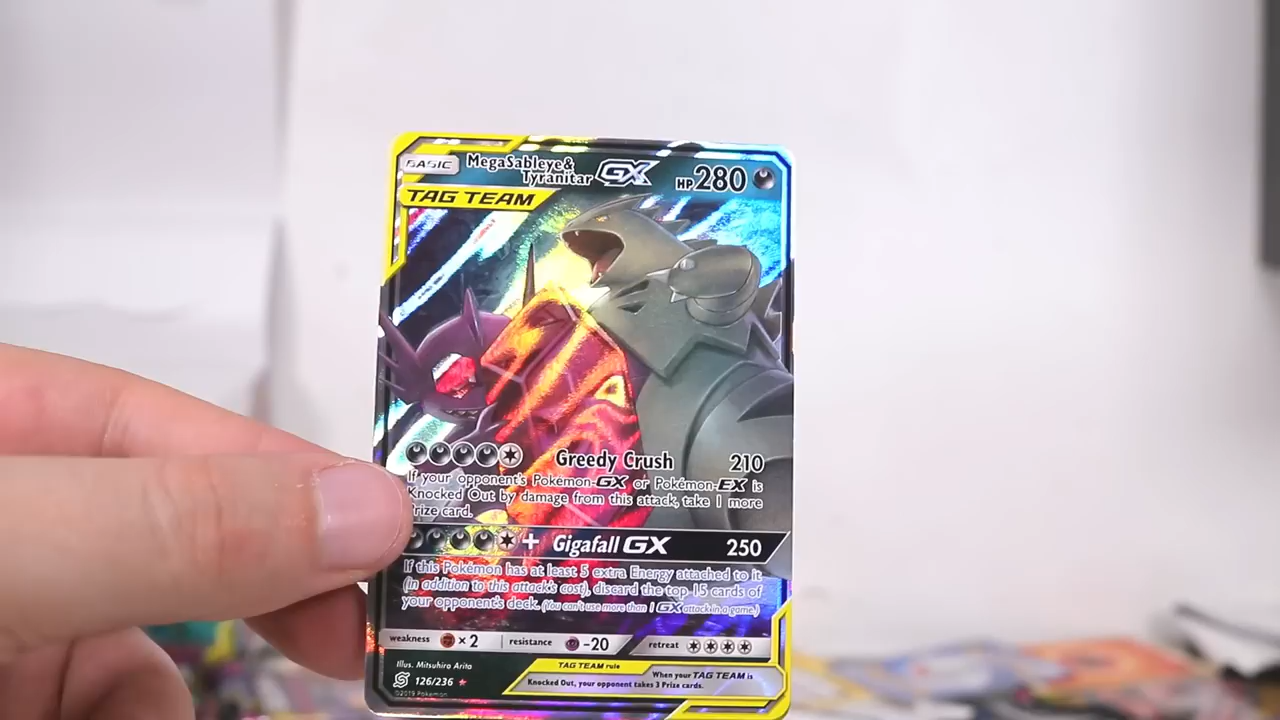 BASIC
MegaSableye&
Tyranitar GX
HP280
TAG TEAM
Greedy Crush 210
If your opponent's Pokémon-GX or Pokémon-EX is
Knocked Out by damage from this attack, take 1 more
Prize card.
+ Gigafall GX 250
If this Pokémon has at least 5 extra Energy attached to it
(in addition to this attack's cost), discard the top 15 cards of
your opponent's deck. (You can't use more than 1 GX attack in a game.)
weakness ×2 resistance -20 retreat
Illus. Mitsuhiro Arita
126/236
©2019 Pokémon
TAG TEAM rule
When your TAG TEAM is
Knocked Out, your opponent takes 3 Prize cards.